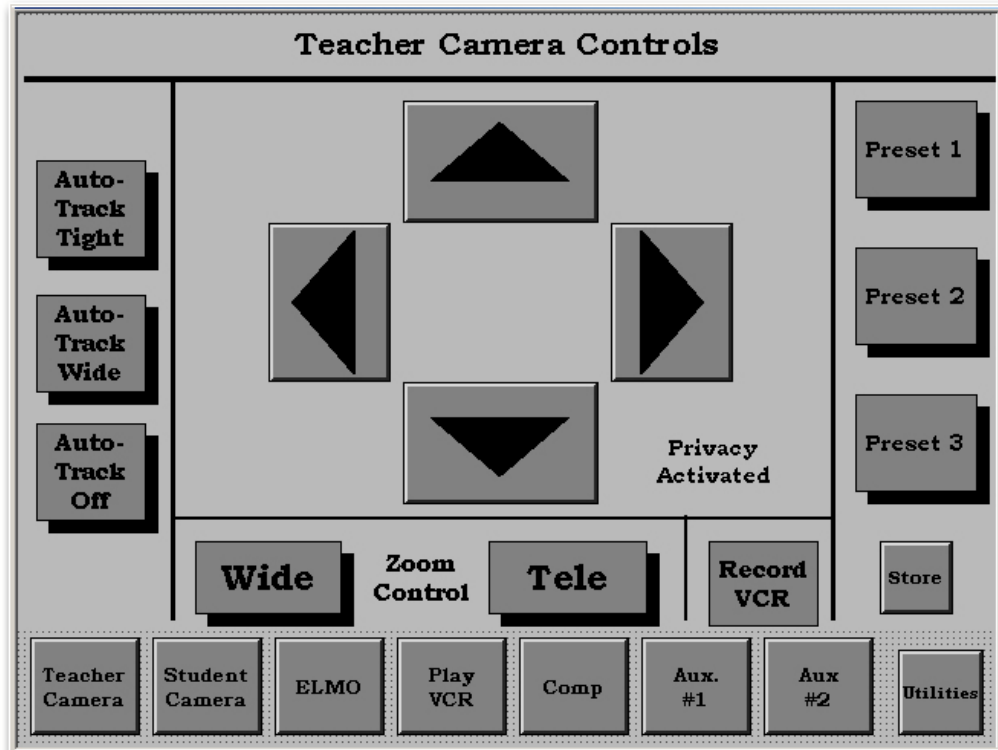 Teacher Camera Controls
Auto-
Track
Tight
Auto-
Track
Wide
Auto-
Track
Off
Privacy
Activated
Preset 1
Preset 2
Preset 3
Wide
Zoom
Control
Tele
Record
VCR
Store
Teacher
Camera
Student
Camera
ELMO
Play
VCR
Comp
Aux.
#1
Aux
#2
Utilities